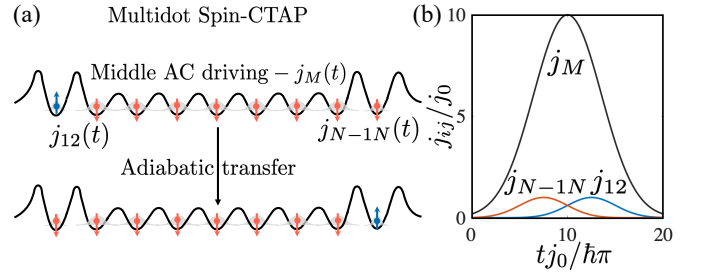 (a)
Multidot Spin-CTAP
Middle AC driving – j_M(t)
j_12(t)
j_N−1N(t)
Adiabatic transfer
(b)
10
5
0
j_ij/j_0
j_M
j_N−1N j_12
0 10 20
tj_0/ħπ